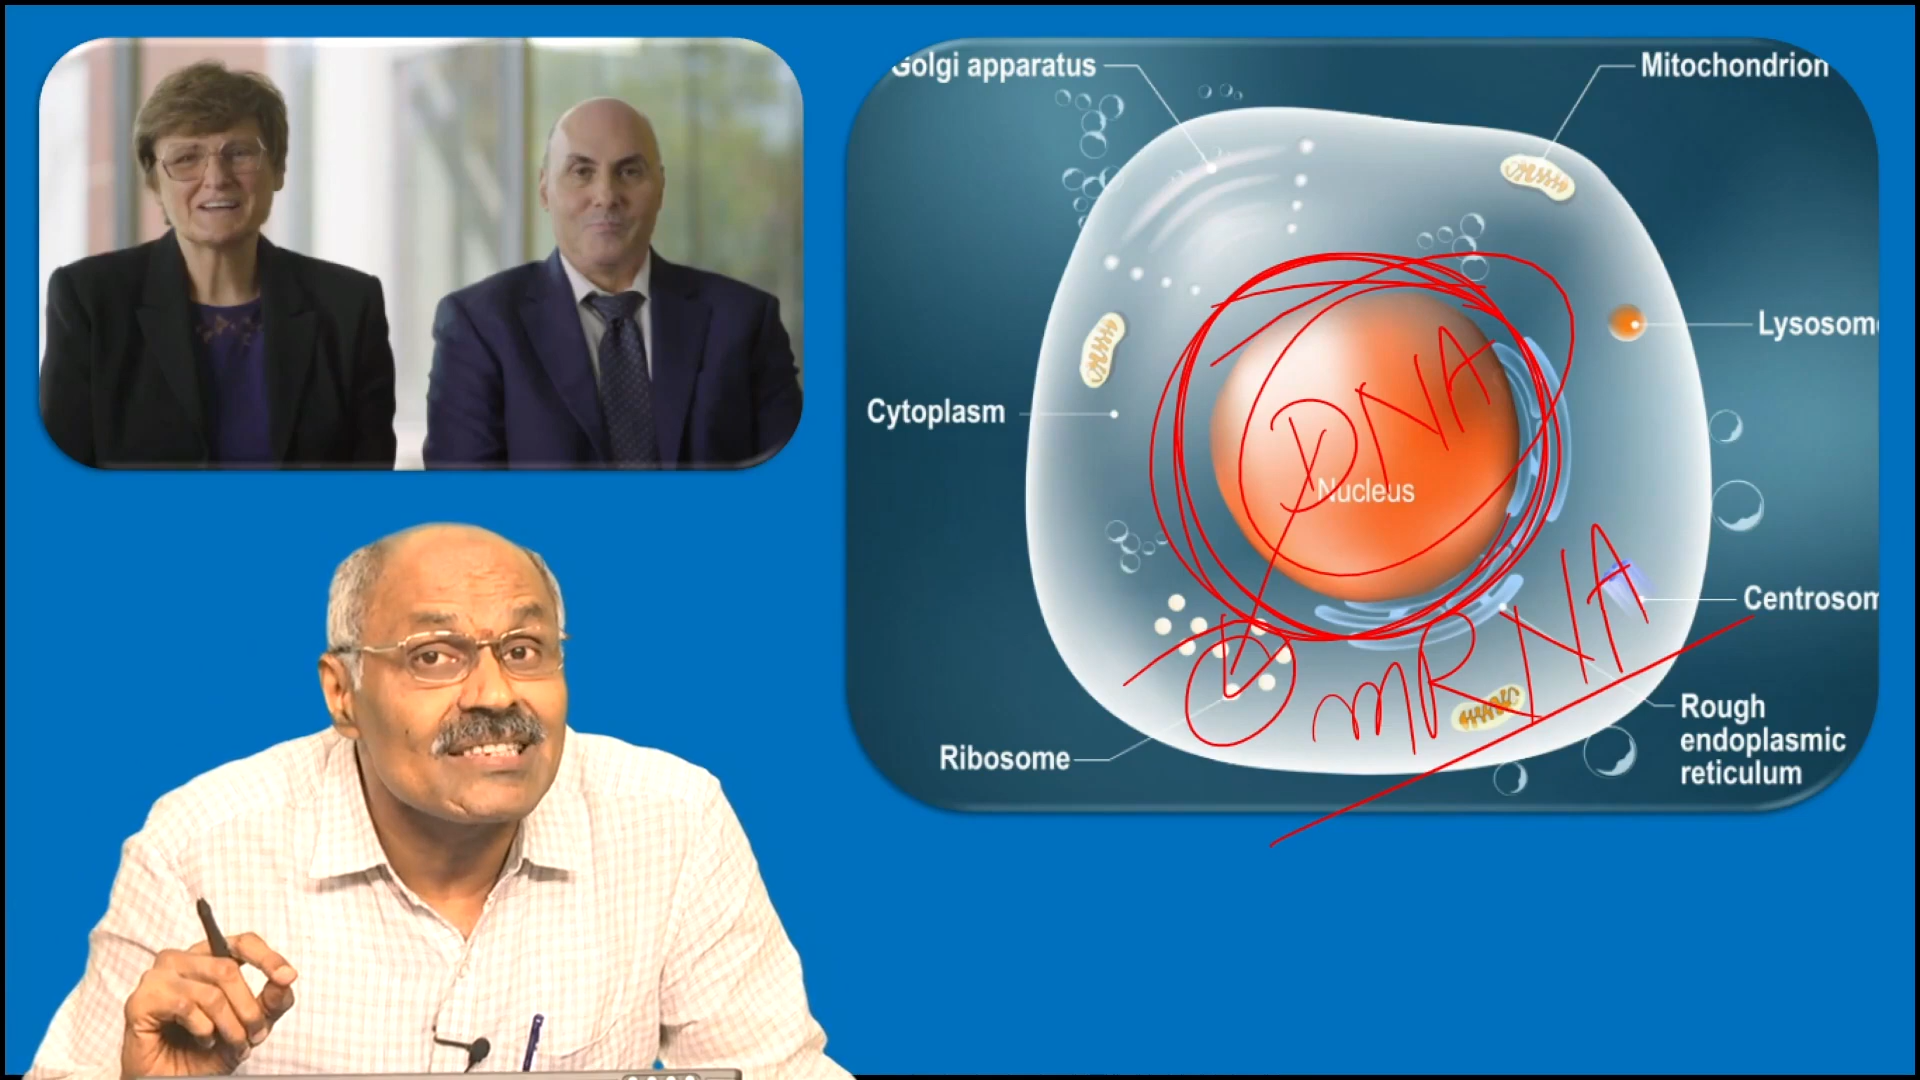 Golgi apparatus
Mitochondrion
Lysosom
DNA
Cytoplasm
Nucleus
mRNA
Centrosom
Rough
endoplasmic
reticulum
Ribosome